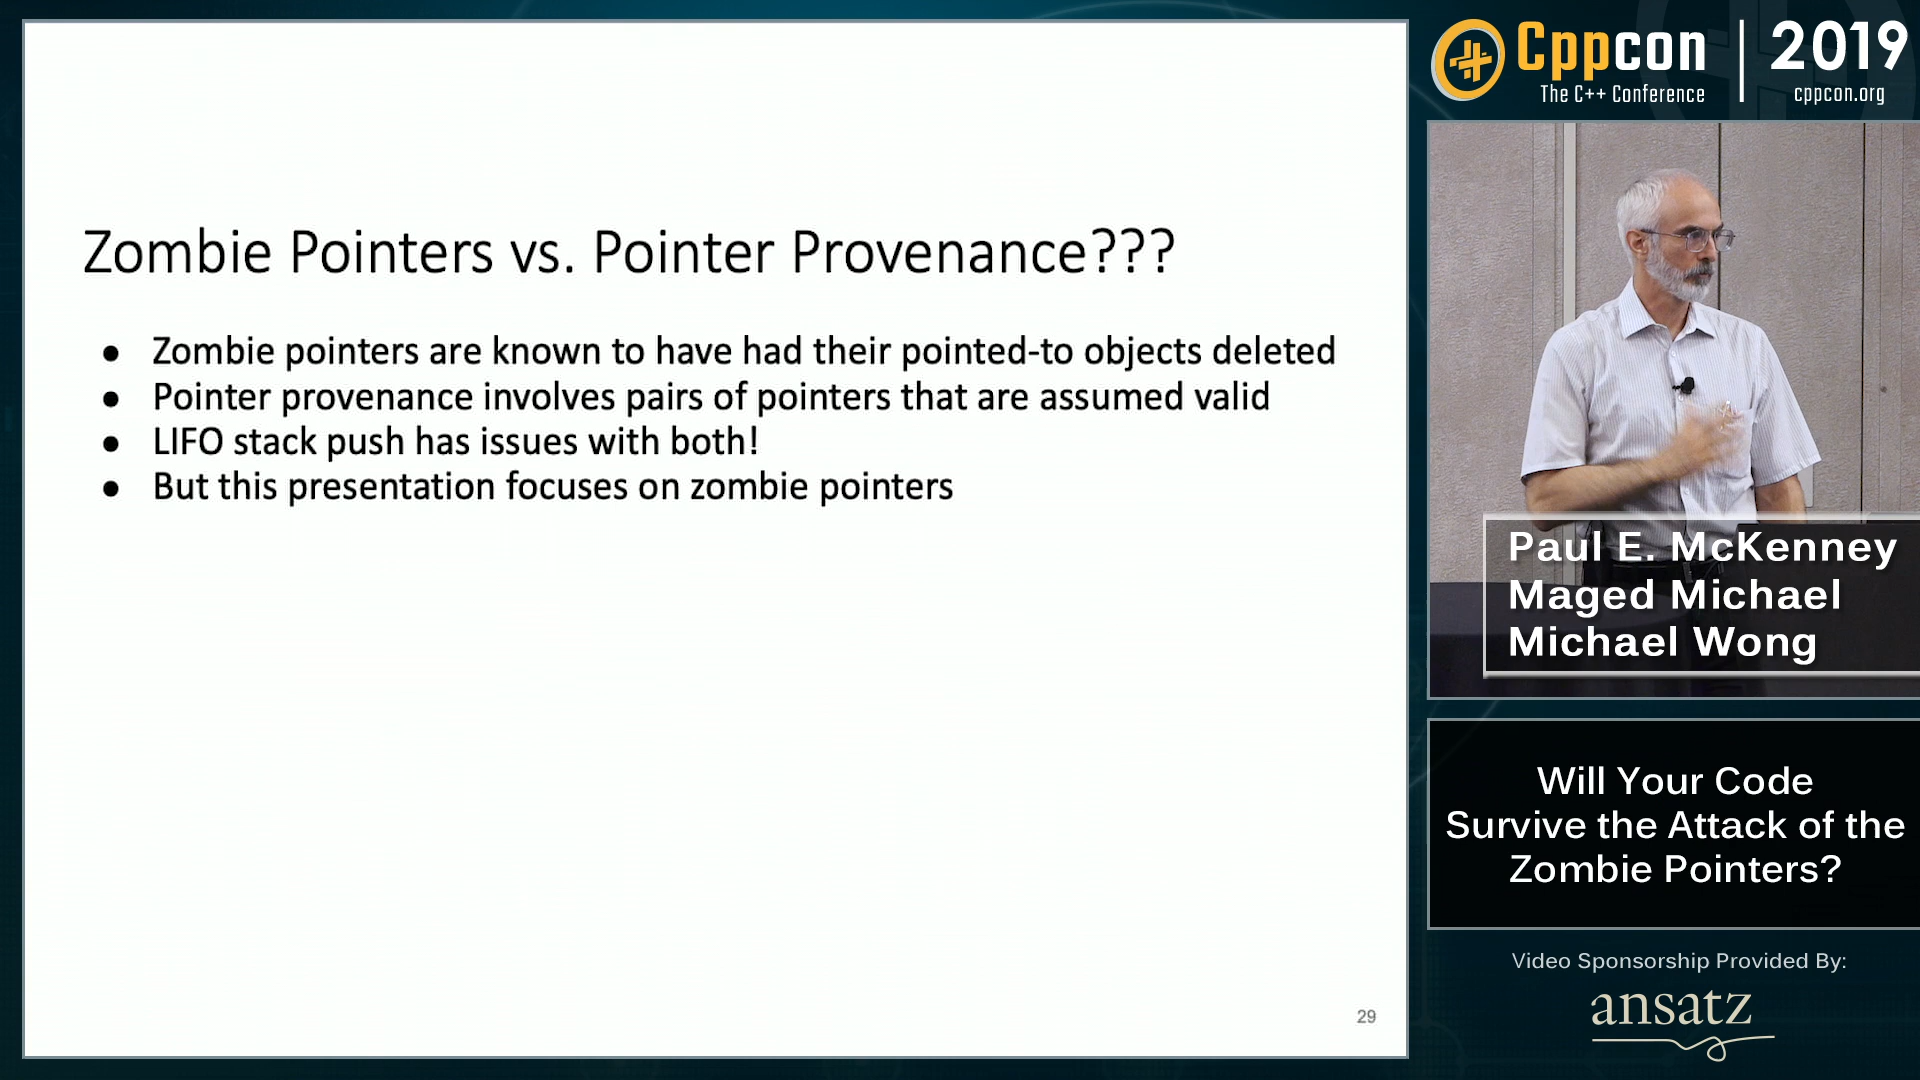 Zombie Pointers vs. Pointer Provenance???
● Zombie pointers are known to have had their pointed-to objects deleted
● Pointer provenance involves pairs of pointers that are assumed valid
● LIFO stack push has issues with both!
● But this presentation focuses on zombie pointers
29
Cppcon | 2019
The C++ Conference
cppcon.org
Paul E. McKenney
Maged Michael
Michael Wong
Will Your Code
Survive the Attack of the
Zombie Pointers?
Video Sponsorship Provided By:
ansatz